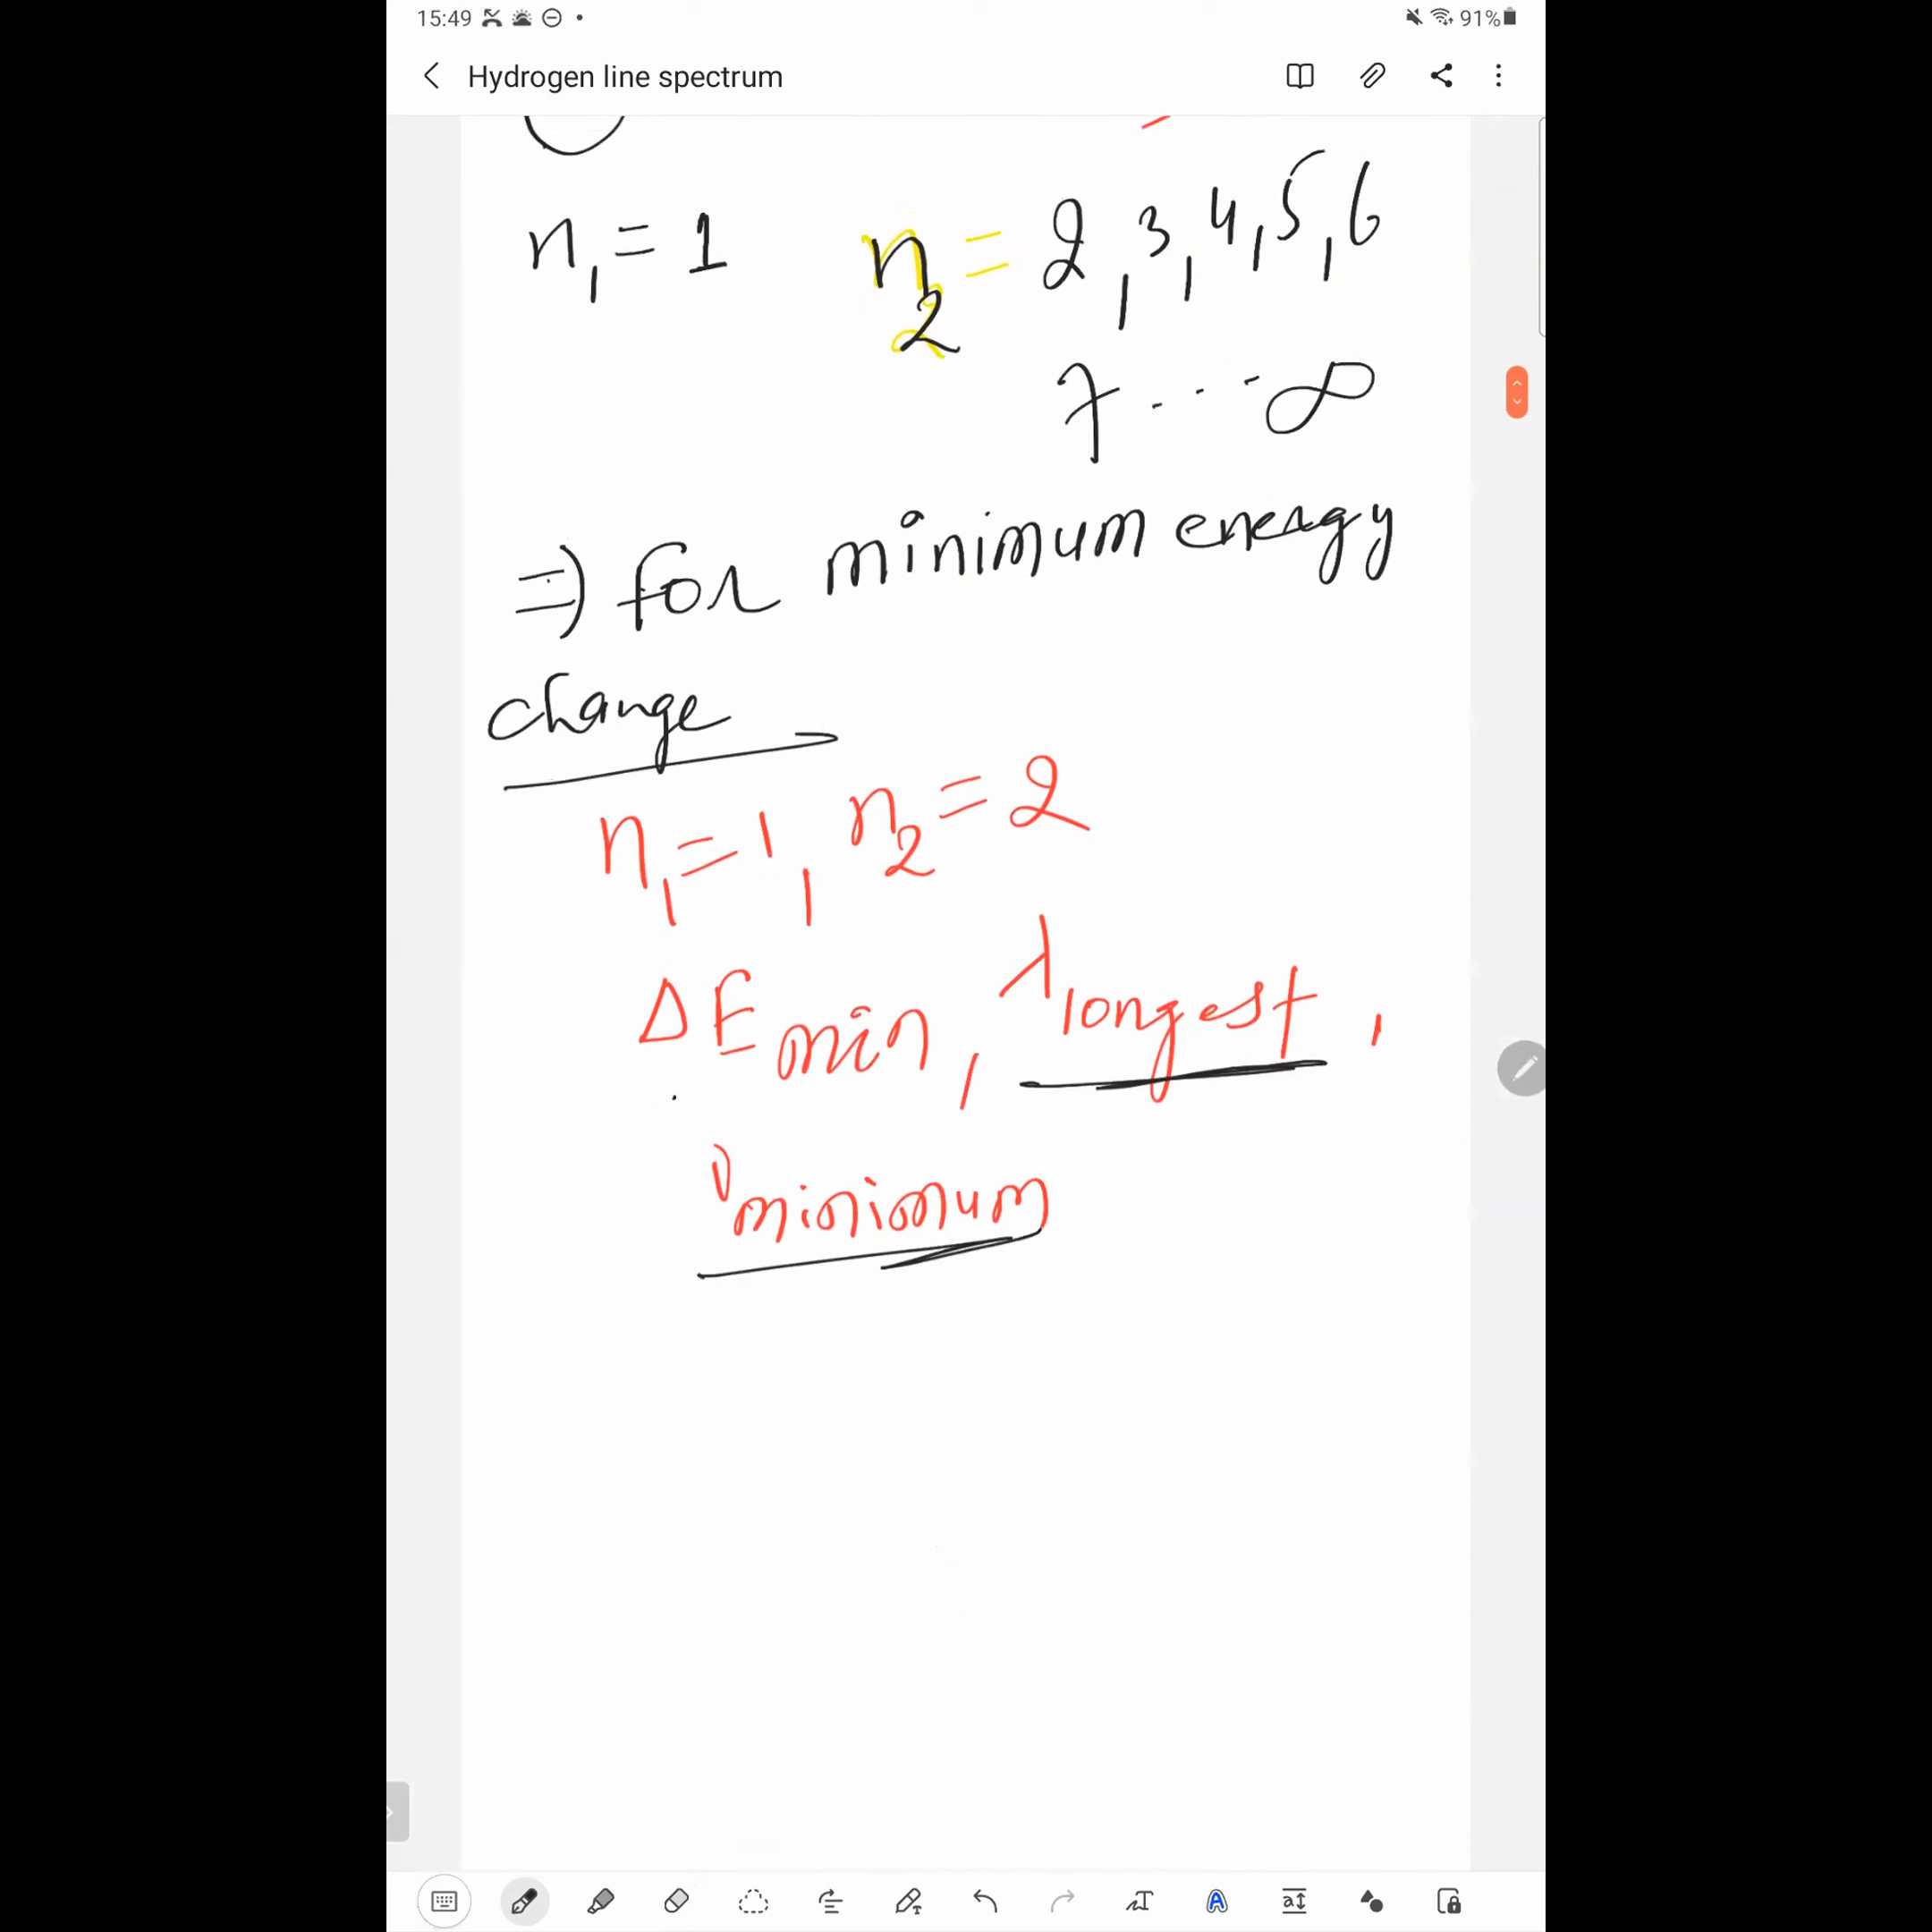 15:49 91%
Hydrogen line spectrum
n₁ = 1 n₂ = 2, 3, 4, 5, 6
7 - - - ∞
⇒ for minimum energy
change
n₁ = 1, n₂ = 2
ΔE min, λ longest,
ν minimum